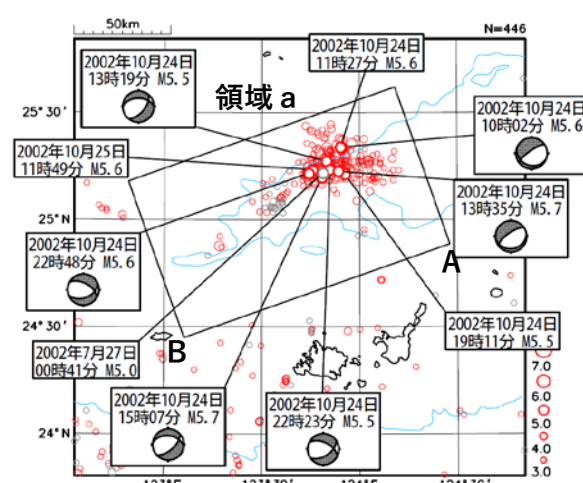 50km
N=446
2002年10月24日
11時27分 M5.6
2002年10月24日
13時19分 M5.5
領域 a
25°30'
2002年10月24日
10時02分 M5.6
2002年10月25日
11時49分 M5.6
25°N
2002年10月24日
13時35分 M5.7
2002年10月24日
22時48分 M5.6
A
24°30'
B
2002年10月24日
19時11分 M5.5
2002年7月27日
00時41分 M5.0
7.0
6.0
5.0
4.0
3.0
2002年10月24日
15時07分 M5.7
2002年10月24日
22時23分 M5.5
24°N